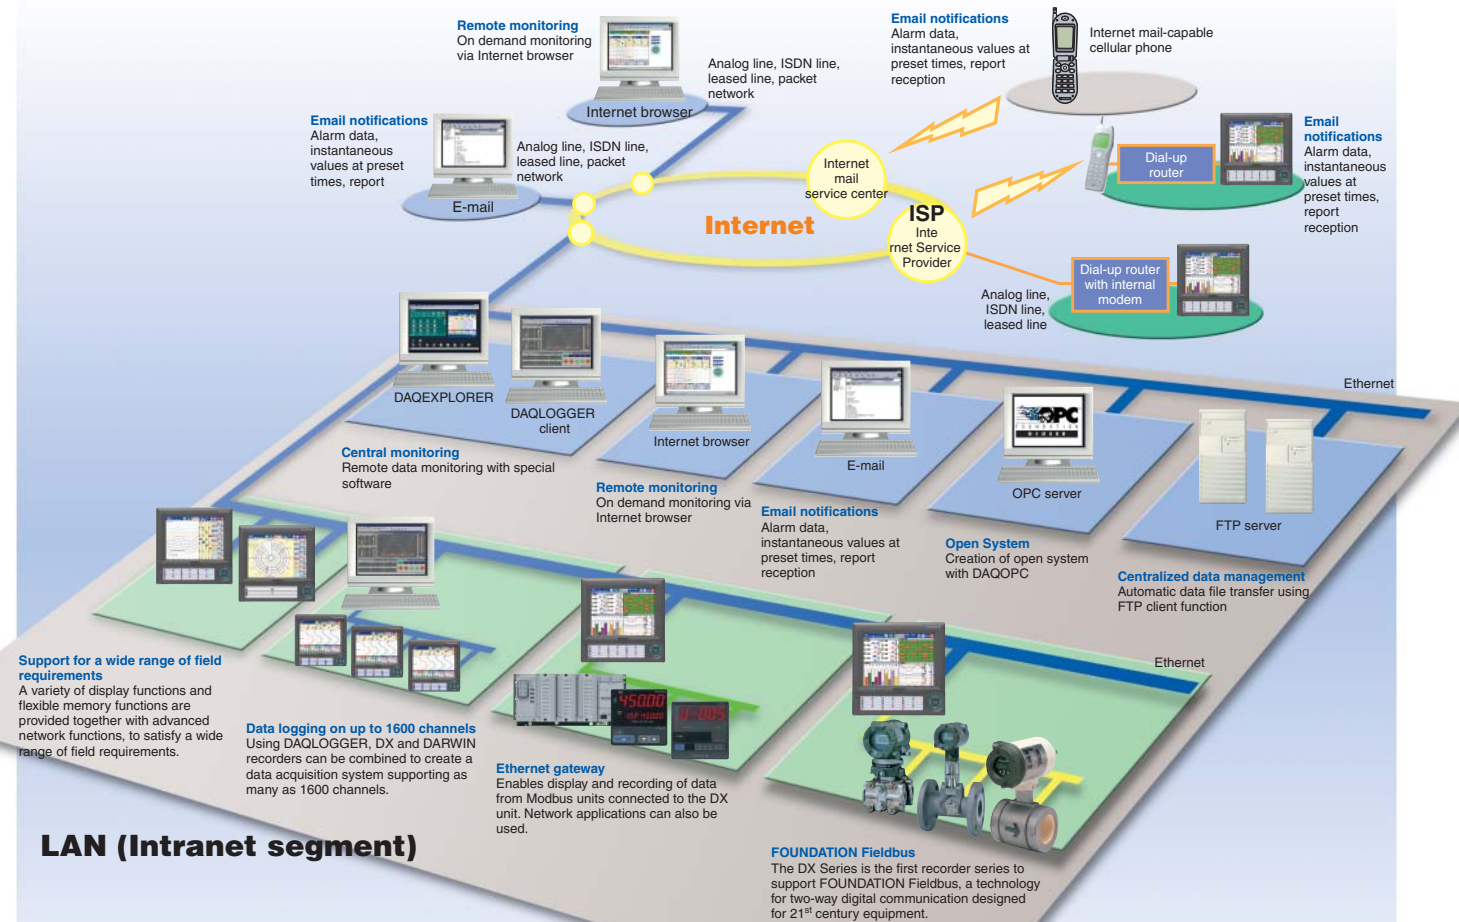 Remote monitoring
On demand monitoring
via Internet browser
Internet browser
Analog line, ISDN line,
leased line, packet
network
Email notifications
Alarm data,
instantaneous values at
preset times, report
reception
Internet mail-capable
cellular phone
Email notifications
Alarm data,
instantaneous
values at preset
times, report
E-mail
Analog line, ISDN line,
leased line, packet
network
Internet
mail
service center
Dial-up
router
Email
notifications
Alarm data,
instantaneous
values at
preset times,
report
reception
Internet
ISP
Inte
rnet Service
Provider
Dial-up router
with internal
modem
Analog line,
ISDN line,
leased line
Ethernet
DAQEXPLORER
DAQLOGGER
client
Central monitoring
Remote data monitoring with special
software
Internet browser
Remote monitoring
On demand monitoring via
Internet browser
E-mail
Email notifications
Alarm data,
instantaneous values at
preset times, report
reception
OPC
FOUNDATION
OPC server
Open System
Creation of open system
with DAQOPC
FTP server
Centralized data management
Automatic data file transfer using
FTP client function
Ethernet
Support for a wide range of field
requirements
A variety of display functions and
flexible memory functions are
provided together with advanced
network functions, to satisfy a wide
range of field requirements.
Data logging on up to 1600 channels
Using DAQLOGGER, DX and DARWIN
recorders can be combined to create a
data acquisition system supporting as
many as 1600 channels.
450.00
Ethernet gateway
Enables display and recording of data
from Modbus units connected to the DX
unit. Network applications can also be
used.
FOUNDATION Fieldbus
The DX Series is the first recorder series to
support FOUNDATION Fieldbus, a technology
for two-way digital communication designed
for 21st century equipment.
LAN (Intranet segment)